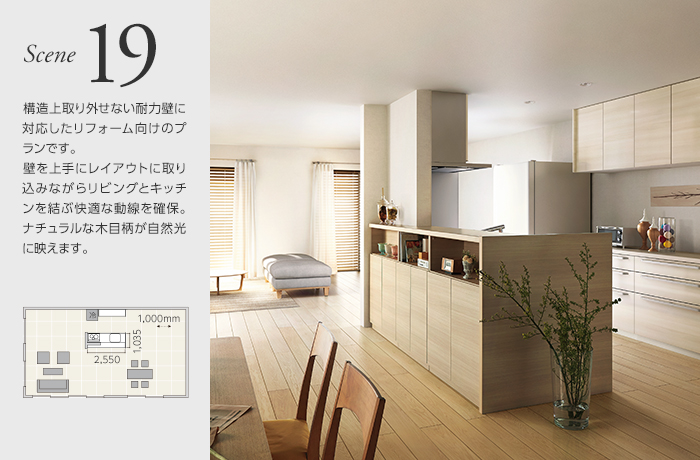 Scene 19
構造上取り外せない耐力壁に
対応したリフォーム向けのプ
ランです。
壁を上手にレイアウトに取り
込みながらリビングとキッチ
ンを結ぶ快適な動線を確保。
ナチュラルな木目柄が自然光
に映えます。
冷
1,000mm
1,035
2,550